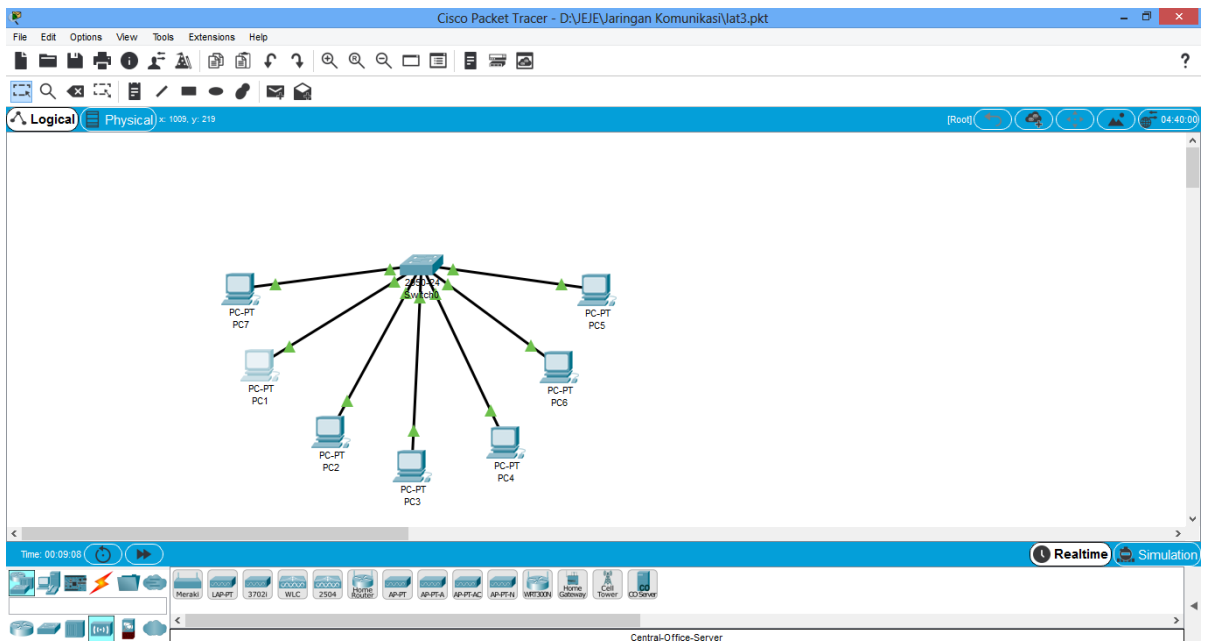 Cisco Packet Tracer - D:\JEJE\Jaringan Komunikasi\lat3.pkt
File Edit Options View Tools Extensions Help
?
Logical Physical x: 1009, y: 219 [Root] 04:40:00
2950-24
Switch0
PC-PT
PC7
PC-PT
PC5
PC-PT
PC1
PC-PT
PC6
PC-PT
PC2
PC-PT
PC4
PC-PT
PC3
Time: 00:09:08 Realtime Simulation
Meraki LAP-PT 3702i WLC 2504 Home Router AP-PT AP-PT-A AP-PT-AC AP-PT-N WRT300N Home Gateway Cell Tower CO Server
Central-Office-Server